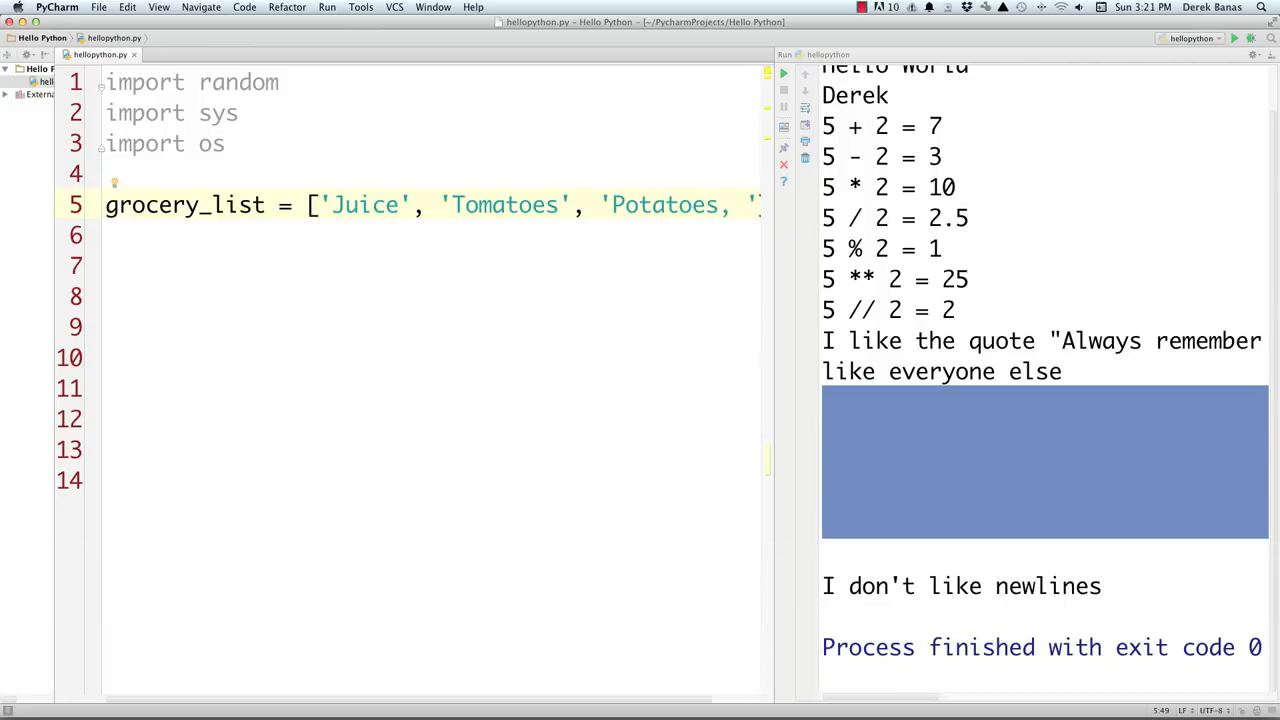 PyCharm File Edit View Navigate Code Refactor Run Tools VCS Window Help 10 Sun 3:21 PM Derek Banas
hellopython.py – Hello Python – [~/PycharmProjects/Hello Python]
Hello Python hellopython.py hellopython
hellopython.py
Run hellopython
Hello P
hell
Extern
1 import random
2 import sys
3 import os
4
5 grocery_list = ['Juice', 'Tomatoes', 'Potatoes, ']
6
7
8
9
10
11
12
13
14
Hello World
Derek
5 + 2 = 7
5 - 2 = 3
5 * 2 = 10
5 / 2 = 2.5
5 % 2 = 1
5 ** 2 = 25
5 // 2 = 2
I like the quote "Always remember
like everyone else
I don't like newlines
Process finished with exit code 0
5:49 LF UTF-8